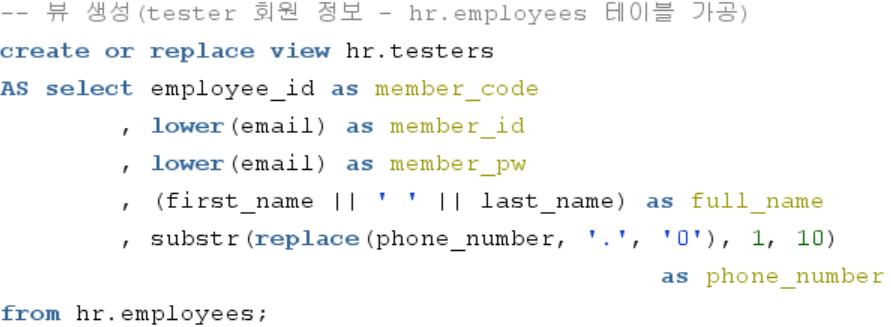 -- 뷰 생성(tester 회원 정보 - hr.employees 테이블 가공)
create or replace view hr.testers
AS select employee_id as member_code
, lower(email) as member_id
, lower(email) as member_pw
, (first_name || ' ' || last_name) as full_name
, substr(replace(phone_number, '.', '0'), 1, 10)
as phone_number
from hr.employees;